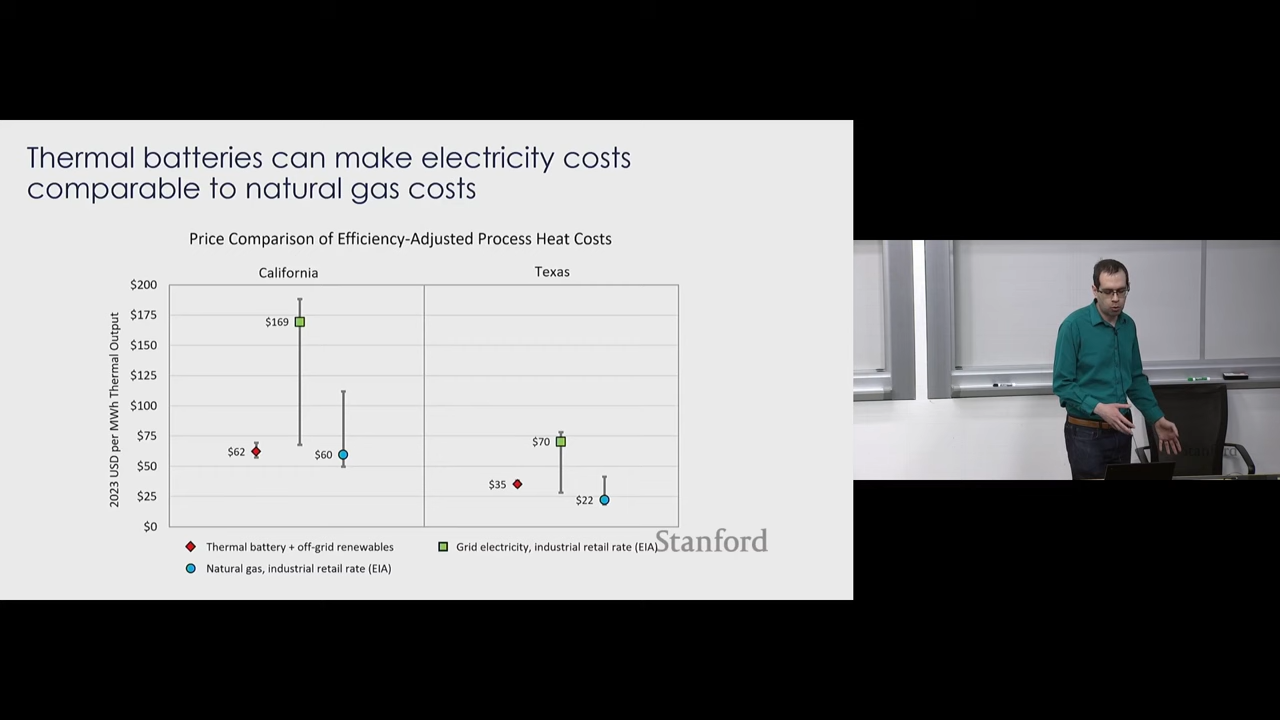 Thermal batteries can make electricity costs
comparable to natural gas costs
Price Comparison of Efficiency-Adjusted Process Heat Costs
California
Texas
2023 USD per MWh Thermal Output
$200
$175
$150
$125
$100
$75
$50
$25
$0
$169
$62
$60
$70
$35
$22
Thermal battery + off-grid renewables
Grid electricity, industrial retail rate (EIA)
Natural gas, industrial retail rate (EIA)
Stanford